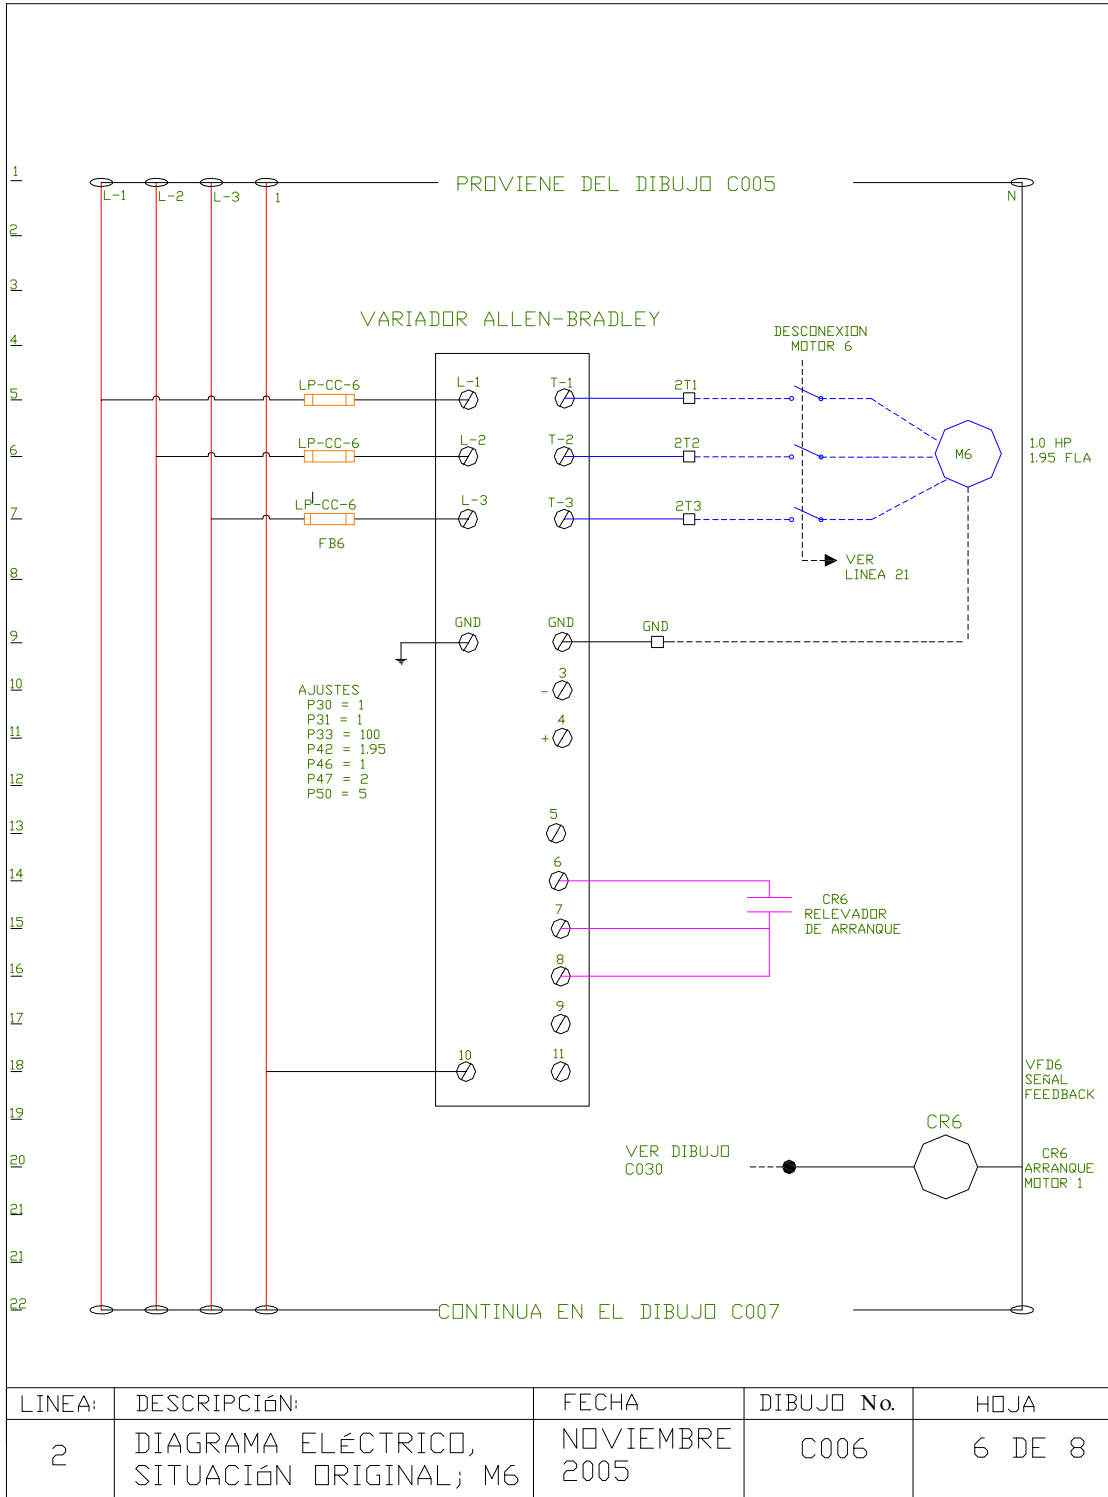 1
PROVIENE DEL DIBUJO C005
L-1 L-2 L-3 1 N
2
3
VARIADOR ALLEN-BRADLEY
4
DESCONEXION
MOTOR 6
5
LP-CC-6 L-1 T-1 2T1
6
LP-CC-6 L-2 T-2 2T2
M6
1.0 HP
1.95 FLA
7
LP-CC-6 L-3 T-3 2T3
FB6
8
VER
LINEA 21
9
GND GND GND
10
- 3
AJUSTES
P30 = 1
P31 = 1
P33 = 100
P42 = 1.95
P46 = 1
P47 = 2
P50 = 5
11
+ 4
12
13
5
14
6
CR6
RELEVADOR
DE ARRANQUE
15
7
16
8
17
9
18
10 11
VFD6
SEÑAL
FEEDBACK
19
CR6
20
VER DIBUJO
C030
CR6
ARRANQUE
MOTOR 1
21
21
22
CONTINUA EN EL DIBUJO C007
LINEA: DESCRIPCIóN: FECHA DIBUJO No. HOJA
2
DIAGRAMA ELéCTRICO,
SITUACIóN ORIGINAL; M6
NOVIEMBRE
2005
C006
6 DE 8